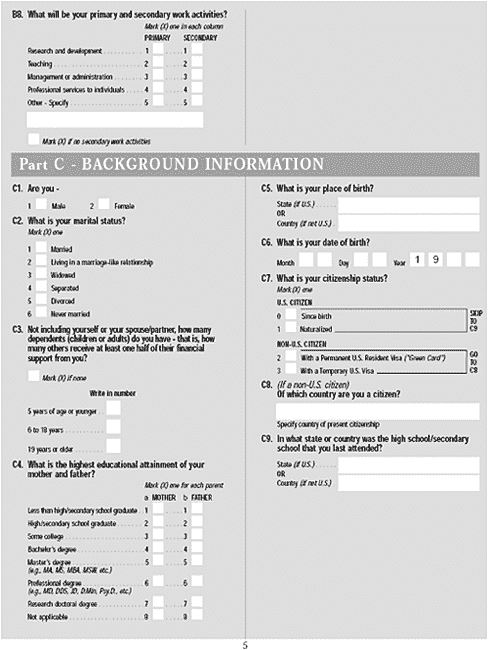 B8. What will be your primary and secondary work activities?
Mark (X) one in each column
PRIMARY SECONDARY
Research and development 1 1
Teaching 2 2
Management or administration 3 3
Professional services to individuals 4 4
Other - Specify 5 5
Mark (X) if no secondary work activities
Part C - BACKGROUND INFORMATION
C1. Are you -
1 Male 2 Female
C2. What is your marital status?
Mark (X) one
1 Married
2 Living in a marriage-like relationship
3 Widowed
4 Separated
5 Divorced
6 Never married
C3. Not including yourself or your spouse/partner, how many
dependents (children or adults) do you have - that is, how
many others receive at least one half of their financial
support from you?
Mark (X) if none
Write in number
5 years of age or younger
6 to 18 years
19 years or older
C4. What is the highest educational attainment of your
mother and father?
Mark (X) one for each parent
a MOTHER b FATHER
Less than high/secondary school graduate 1 1
High/secondary school graduate 2 2
Some college 3 3
Bachelor's degree 4 4
Master's degree 5 5
(e.g., MA, MS, MBA, MSW, etc.)
Professional degree 6 6
(e.g., MD, DDS, JD, D.Min, Psy.D., etc.)
Research doctoral degree 7 7
Not applicable 8 8
C5. What is your place of birth?
State (if U.S.)
OR
Country (if not U.S.)
C6. What is your date of birth?
Month Day Year 1 9
C7. What is your citizenship status?
Mark (X) one
U.S. CITIZEN
0 Since birth
1 Naturalized
SKIP
TO
C9
NON-U.S. CITIZEN
2 With a Permanent U.S. Resident Visa ("Green Card")
3 With a Temporary U.S. Visa
GO
TO
C8
C8. (If a non-U.S. citizen)
Of which country are you a citizen?
Specify country of present citizenship
C9. In what state or country was the high school/secondary
school that you last attended?
State (if U.S.)
OR
Country (if not U.S.)
5